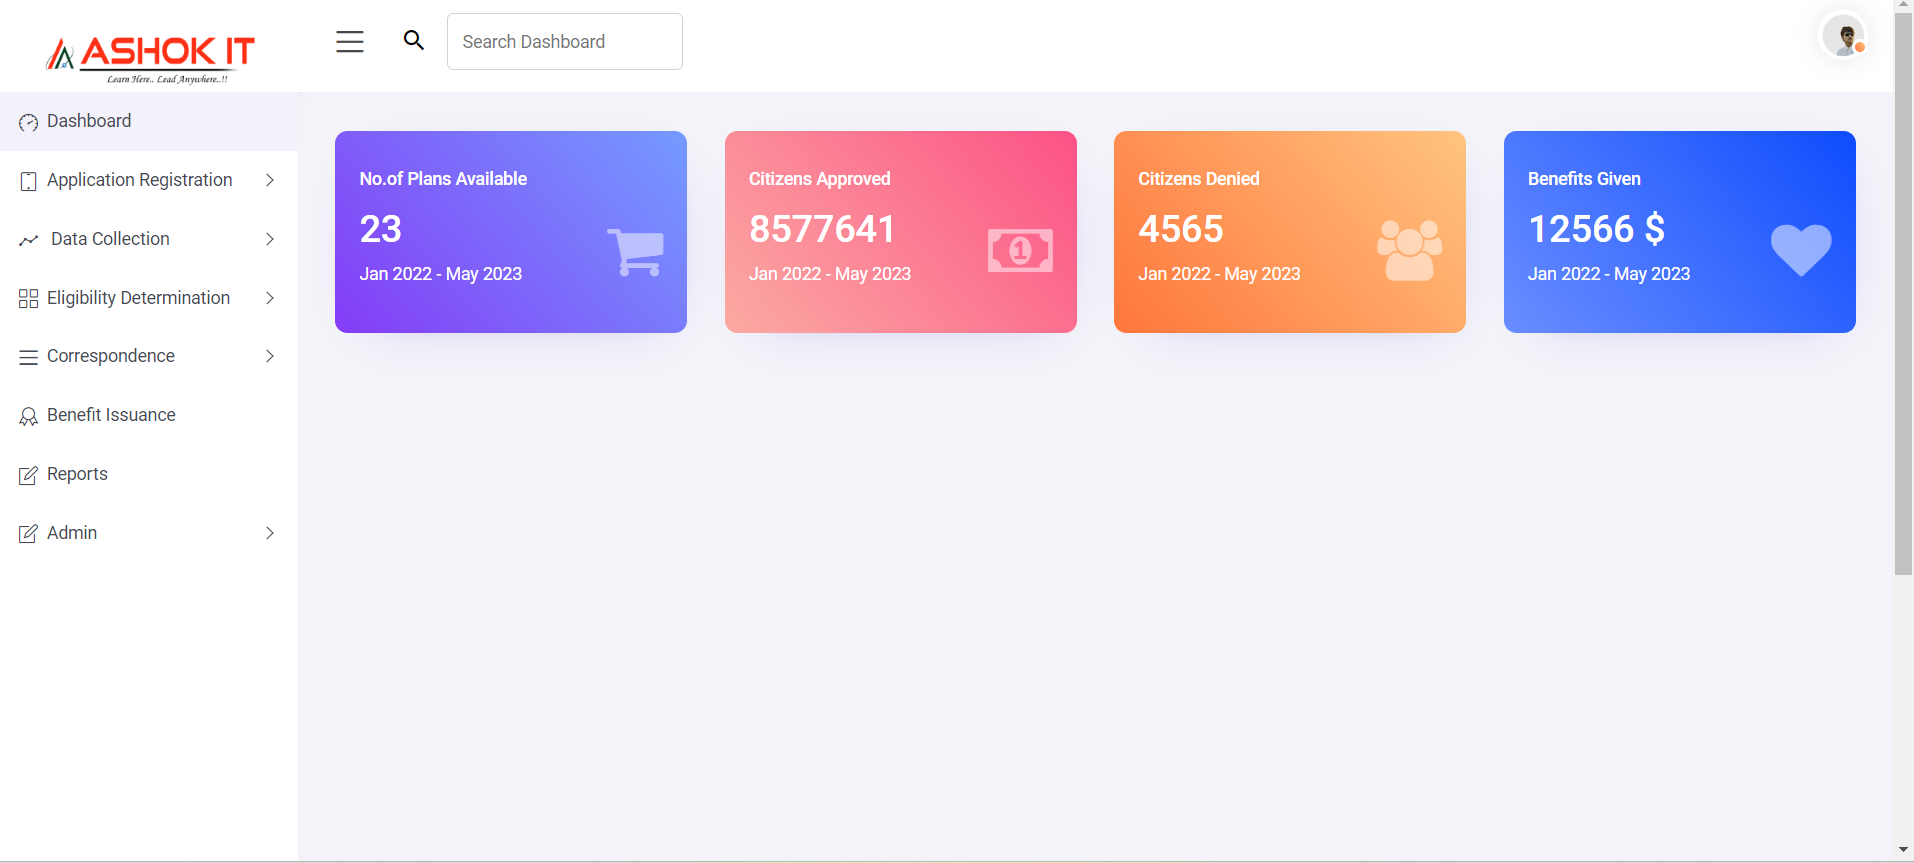 ASHOK IT
Learn Here.. Lead Anywhere..!!
Search Dashboard
Dashboard
Application Registration
Data Collection
Eligibility Determination
Correspondence
Benefit Issuance
Reports
Admin
No.of Plans Available
23
Jan 2022 - May 2023
Citizens Approved
8577641
Jan 2022 - May 2023
1
Citizens Denied
4565
Jan 2022 - May 2023
Benefits Given
12566 $
Jan 2022 - May 2023